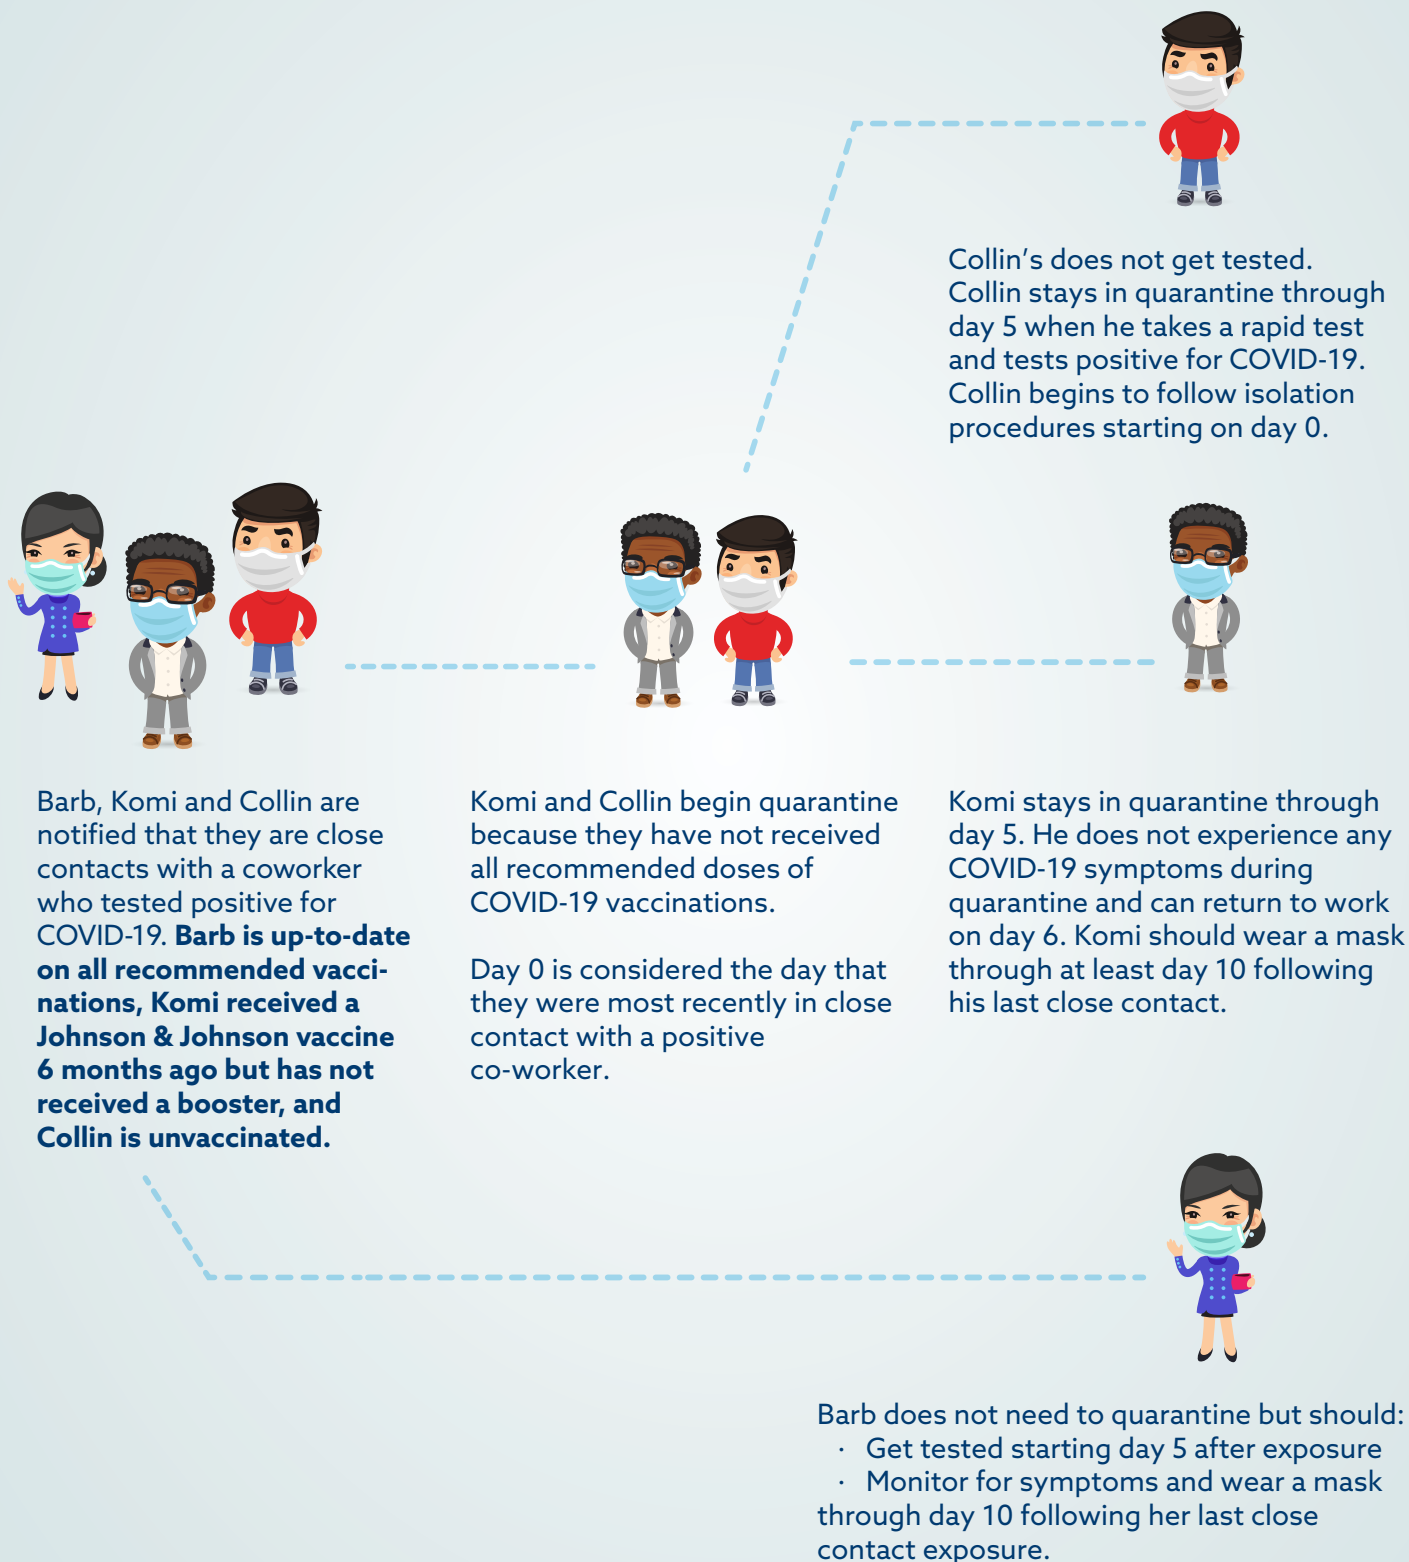 Collin’s does not get tested.
Collin stays in quarantine through
day 5 when he takes a rapid test
and tests positive for COVID-19.
Collin begins to follow isolation
procedures starting on day 0.
Barb, Komi and Collin are
notified that they are close
contacts with a coworker
who tested positive for
COVID-19. Barb is up-to-date
on all recommended vacci-
nations, Komi received a
Johnson & Johnson vaccine
6 months ago but has not
received a booster, and
Collin is unvaccinated.
Komi and Collin begin quarantine
because they have not received
all recommended doses of
COVID-19 vaccinations.
Day 0 is considered the day that
they were most recently in close
contact with a positive
co-worker.
Komi stays in quarantine through
day 5. He does not experience any
COVID-19 symptoms during
quarantine and can return to work
on day 6. Komi should wear a mask
through at least day 10 following
his last close contact.
Barb does not need to quarantine but should:
· Get tested starting day 5 after exposure
· Monitor for symptoms and wear a mask
through day 10 following her last close
contact exposure.